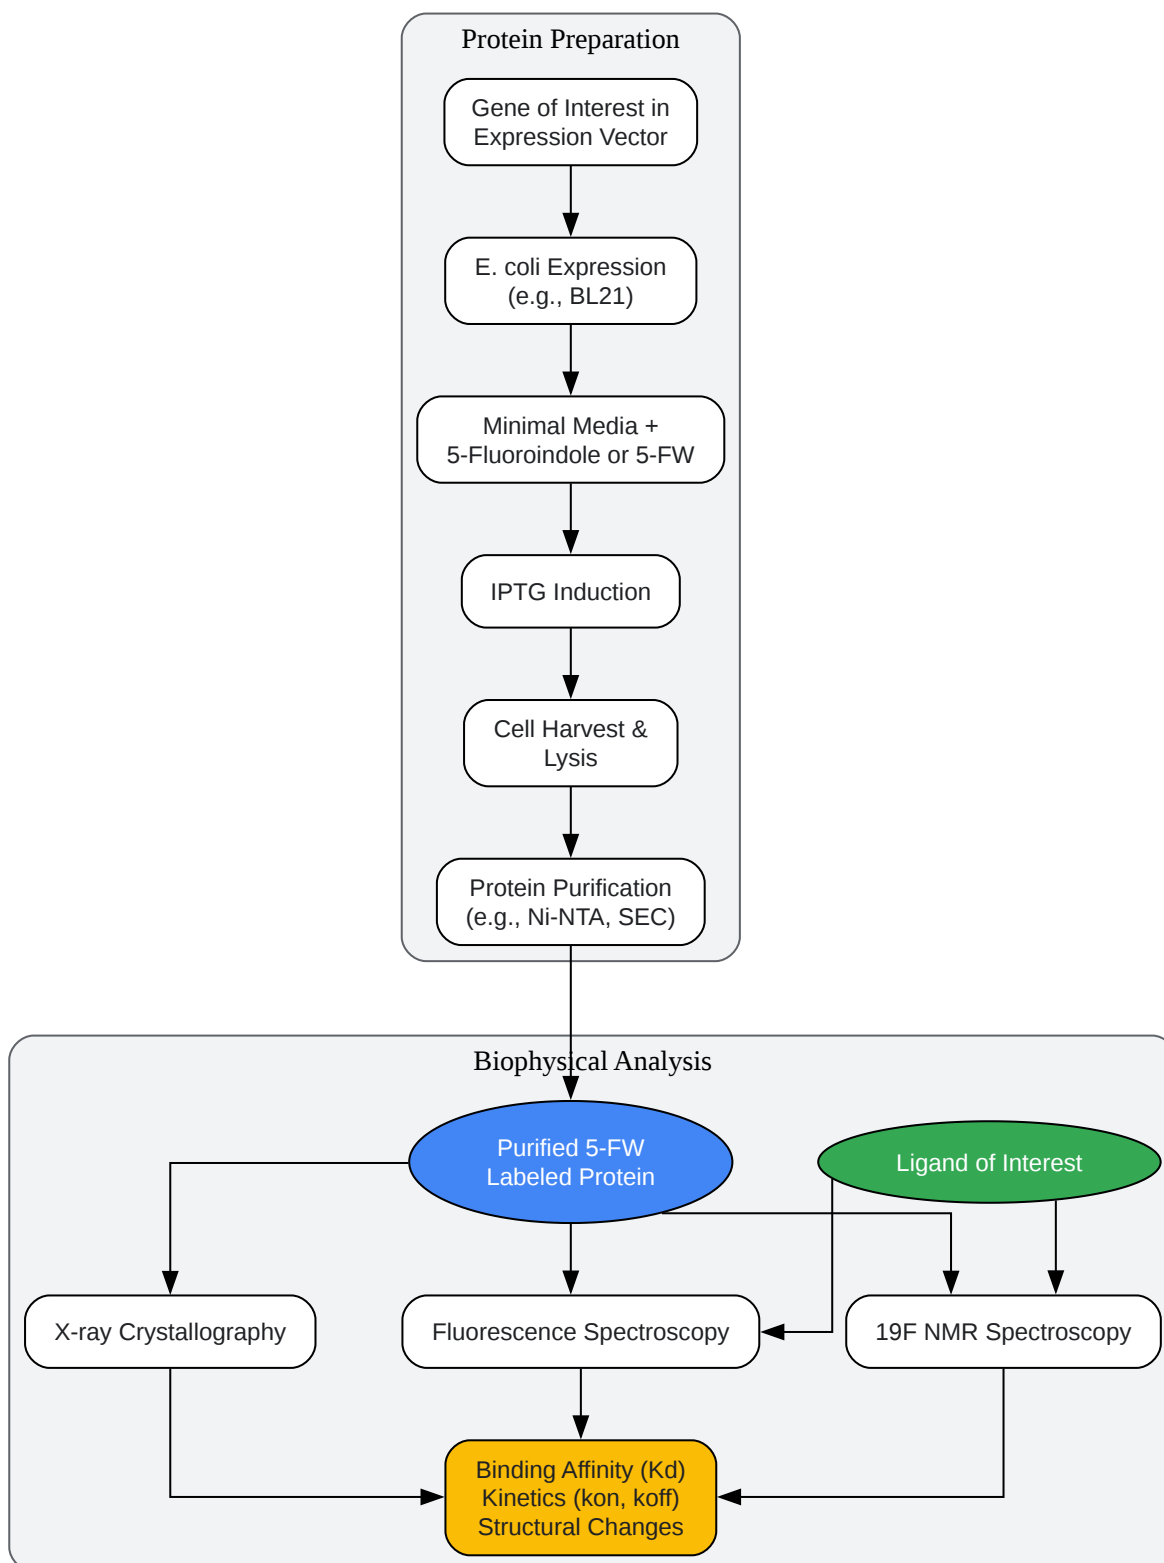 Protein Preparation
Gene of Interest in
Expression Vector
E. coli Expression
(e.g., BL21)
Minimal Media +
5-Fluoroindole or 5-FW
IPTG Induction
Cell Harvest &
Lysis
Protein Purification
(e.g., Ni-NTA, SEC)
Biophysical Analysis
Purified 5-FW
Labeled Protein
Ligand of Interest
X-ray Crystallography
Fluorescence Spectroscopy
19F NMR Spectroscopy
Binding Affinity (Kd)
Kinetics (kon, koff)
Structural Changes